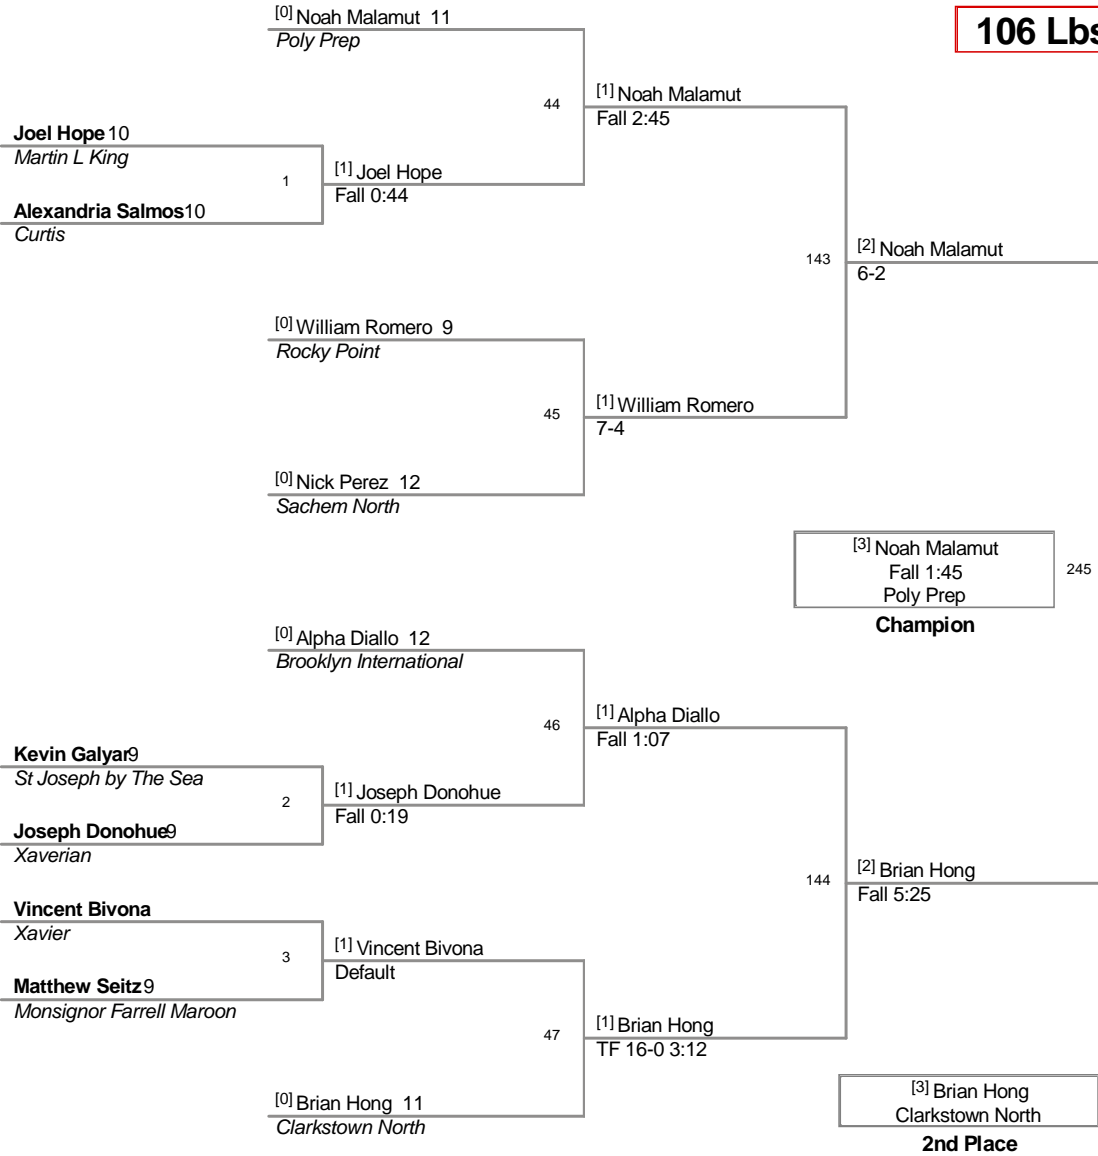 [0] Noah Malamut 11
Poly Prep
106 Lbs
44
[1] Noah Malamut
Fall 2:45
Joel Hope 10
Martin L King
1
[1] Joel Hope
Fall 0:44
Alexandria Salmos 10
Curtis
143
[2] Noah Malamut
6-2
[0] William Romero 9
Rocky Point
45
[1] William Romero
7-4
[0] Nick Perez 12
Sachem North
[3] Noah Malamut
Fall 1:45
Poly Prep
245
Champion
[0] Alpha Diallo 12
Brooklyn International
46
[1] Alpha Diallo
Fall 1:07
Kevin Galyar 9
St Joseph by The Sea
2
[1] Joseph Donohue
Fall 0:19
Joseph Donohue 9
Xaverian
144
[2] Brian Hong
Fall 5:25
Vincent Bivona
Xavier
3
[1] Vincent Bivona
Default
Matthew Seitz 9
Monsignor Farrell Maroon
47
[1] Brian Hong
TF 16-0 3:12
[0] Brian Hong 11
Clarkstown North
[3] Brian Hong
Clarkstown North
2nd Place